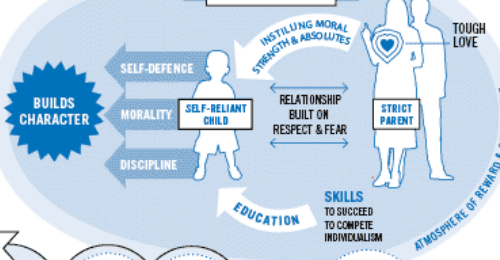 INSTILLING MORAL
STRENGTH & ABSOLUTES
TOUGH
LOVE
SELF-DEFENCE
BUILDS
CHARACTER
MORALITY
SELF-RELIANT
CHILD
RELATIONSHIP
BUILT ON
RESPECT & FEAR
STRICT
PARENT
DISCIPLINE
EDUCATION
SKILLS
TO SUCCEED
TO COMPETE
INDIVIDUALISM
ATMOSPHERE OF REWARD